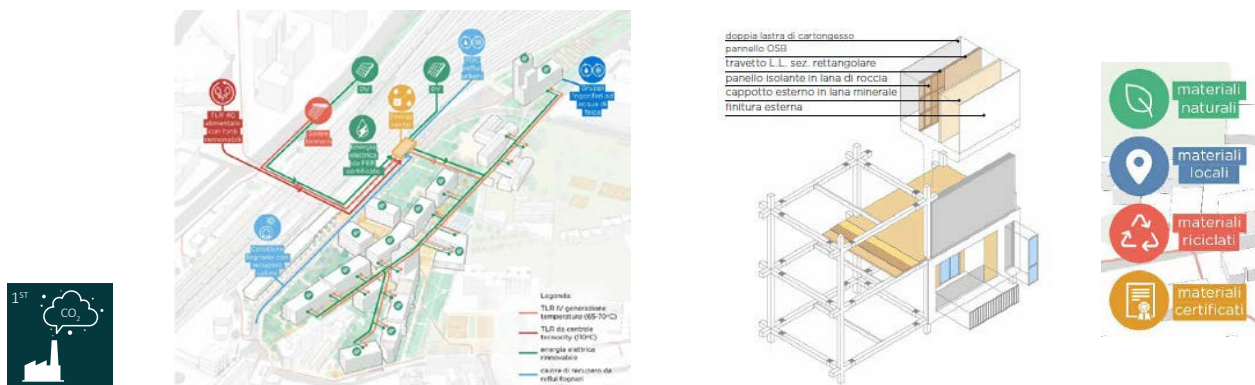 1ST
CO2
TLR 4G
alimentato
con fonti
rinnovabili
Solare
termico
PV
Energia
elettrica
da FER
certificata
PV
Gruppi
frigoriferi ad
acqua di
falda
Collettore
fognario con
recupero
calore
Legenda:
TLR IV generazione
temperatura (65-70°C)
TLR da centrale
tecnocity (110°C)
energia elettrica
rinnovabile
calore di recupero da
reflui fognari
doppia lastra di cartongesso
pannello OSB
travetto L.L. sez. rettangolare
panello isolante in lana di roccia
cappotto esterno in lana minerale
finitura esterna
materiali
naturali
materiali
locali
materiali
riciclati
materiali
certificati